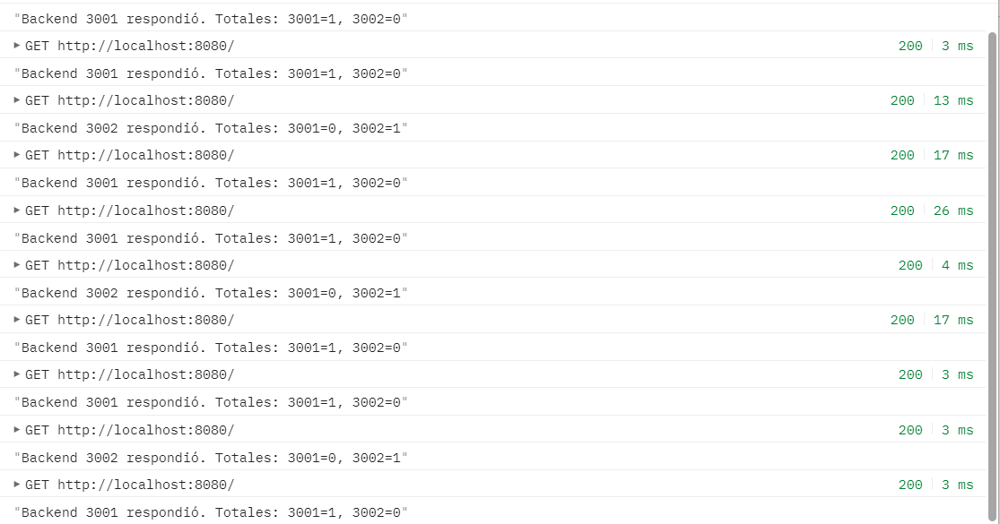 "Backend 3001 respondió. Totales: 3001=1, 3002=0"
GET http://localhost:8080/ 200 3 ms
"Backend 3001 respondió. Totales: 3001=1, 3002=0"
GET http://localhost:8080/ 200 13 ms
"Backend 3002 respondió. Totales: 3001=0, 3002=1"
GET http://localhost:8080/ 200 17 ms
"Backend 3001 respondió. Totales: 3001=1, 3002=0"
GET http://localhost:8080/ 200 26 ms
"Backend 3001 respondió. Totales: 3001=1, 3002=0"
GET http://localhost:8080/ 200 4 ms
"Backend 3002 respondió. Totales: 3001=0, 3002=1"
GET http://localhost:8080/ 200 17 ms
"Backend 3001 respondió. Totales: 3001=1, 3002=0"
GET http://localhost:8080/ 200 3 ms
"Backend 3001 respondió. Totales: 3001=1, 3002=0"
GET http://localhost:8080/ 200 3 ms
"Backend 3002 respondió. Totales: 3001=0, 3002=1"
GET http://localhost:8080/ 200 3 ms
"Backend 3001 respondió. Totales: 3001=1, 3002=0"